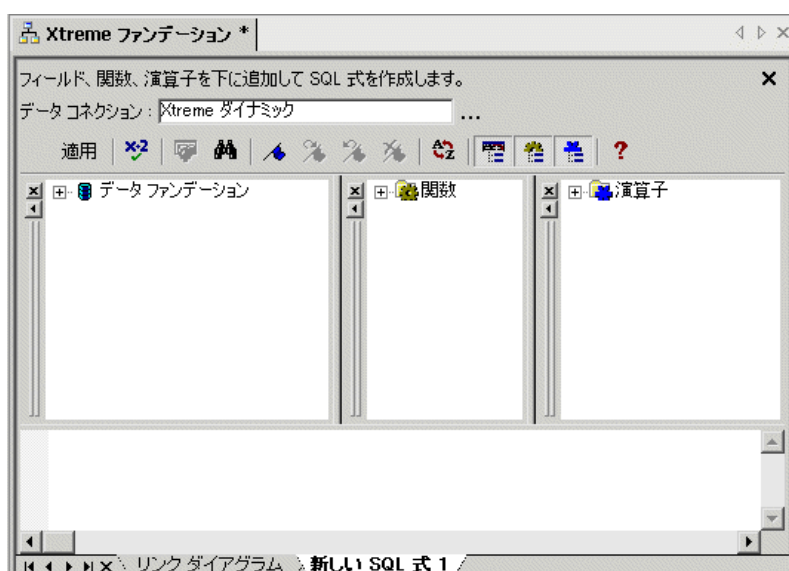 Xtreme ファンデーション *
フィールド、関数、演算子を下に追加して SQL 式を作成します。
データ コネクション : Xtreme ダイナミック ...
適用 X+2 ?
データ ファンデーション
関数
演算子
リンク ダイアグラム 新しい SQL 式 1